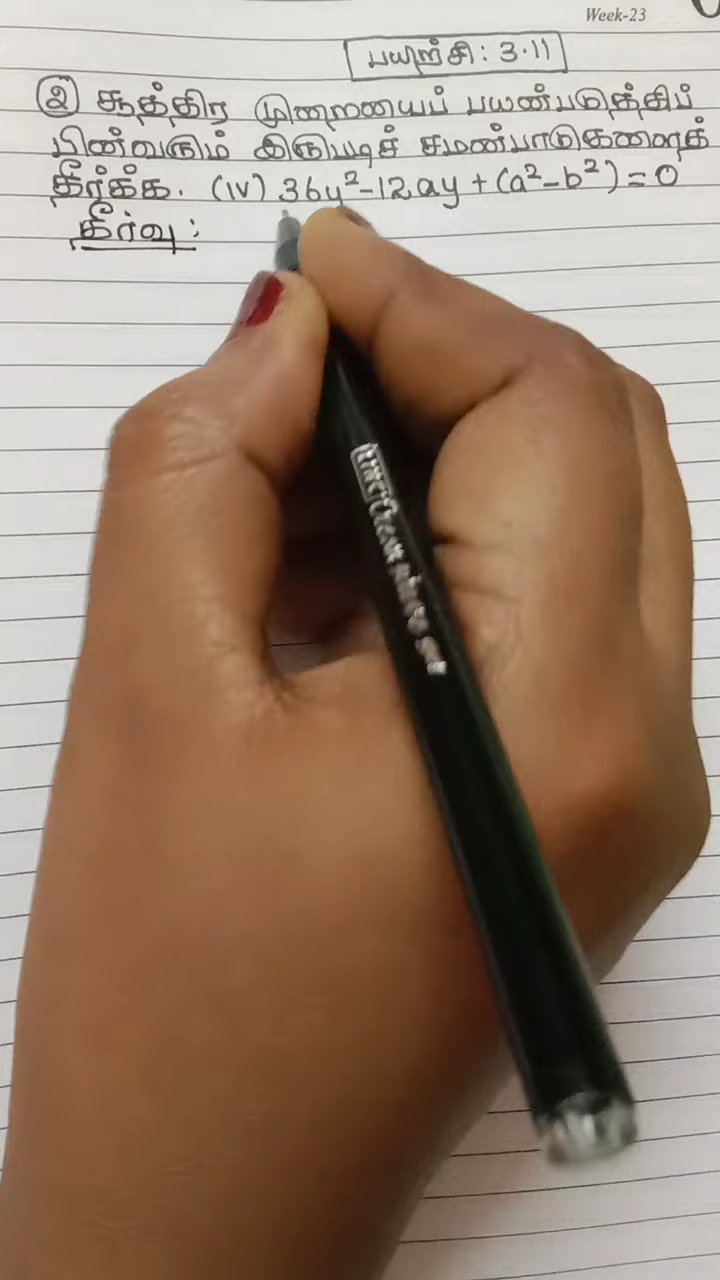 Week-23
பயிற்சி : 3.11
② சூத்திர முறையைப் பயன்படுத்திப்
பின்வரும் இருபடிச் சமன்பாடுகளைத்
தீர்க்க. (iv) 36y² - 12ay + (a² - b²) = 0
தீர்வு :